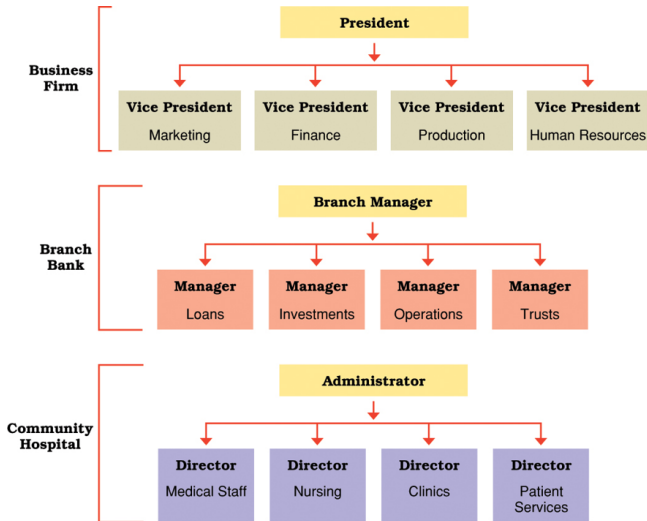 President
Business
Firm
Vice President
Marketing
Vice President
Finance
Vice President
Production
Vice President
Human Resources
Branch Manager
Branch
Bank
Manager
Loans
Manager
Investments
Manager
Operations
Manager
Trusts
Administrator
Community
Hospital
Director
Medical Staff
Director
Nursing
Director
Clinics
Director
Patient
Services